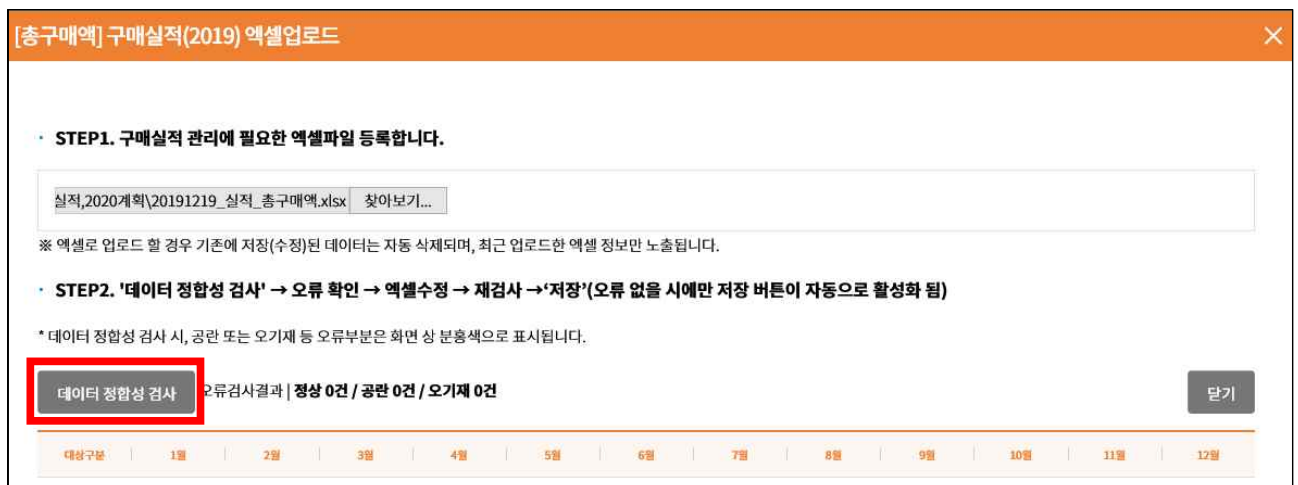 [총구매액] 구매실적(2019) 엑셀업로드
· STEP1. 구매실적 관리에 필요한 엑셀파일 등록합니다.
실적,2020계획\20191219_실적_총구매액.xlsx 찾아보기...
※ 엑셀로 업로드 할 경우 기존에 저장(수정)된 데이터는 자동 삭제되며, 최근 업로드한 엑셀 정보만 노출됩니다.
· STEP2. '데이터 정합성 검사' → 오류 확인 → 엑셀수정 → 재검사 →‘저장’(오류 없을 시에만 저장 버튼이 자동으로 활성화 됨)
* 데이터 정합성 검사 시, 공란 또는 오기재 등 오류부분은 화면 상 분홍색으로 표시됩니다.
데이터 정합성 검사 오류검사결과 | 정상 0건 / 공란 0건 / 오기재 0건 닫기
대상구분 1월 2월 3월 4월 5월 6월 7월 8월 9월 10월 11월 12월